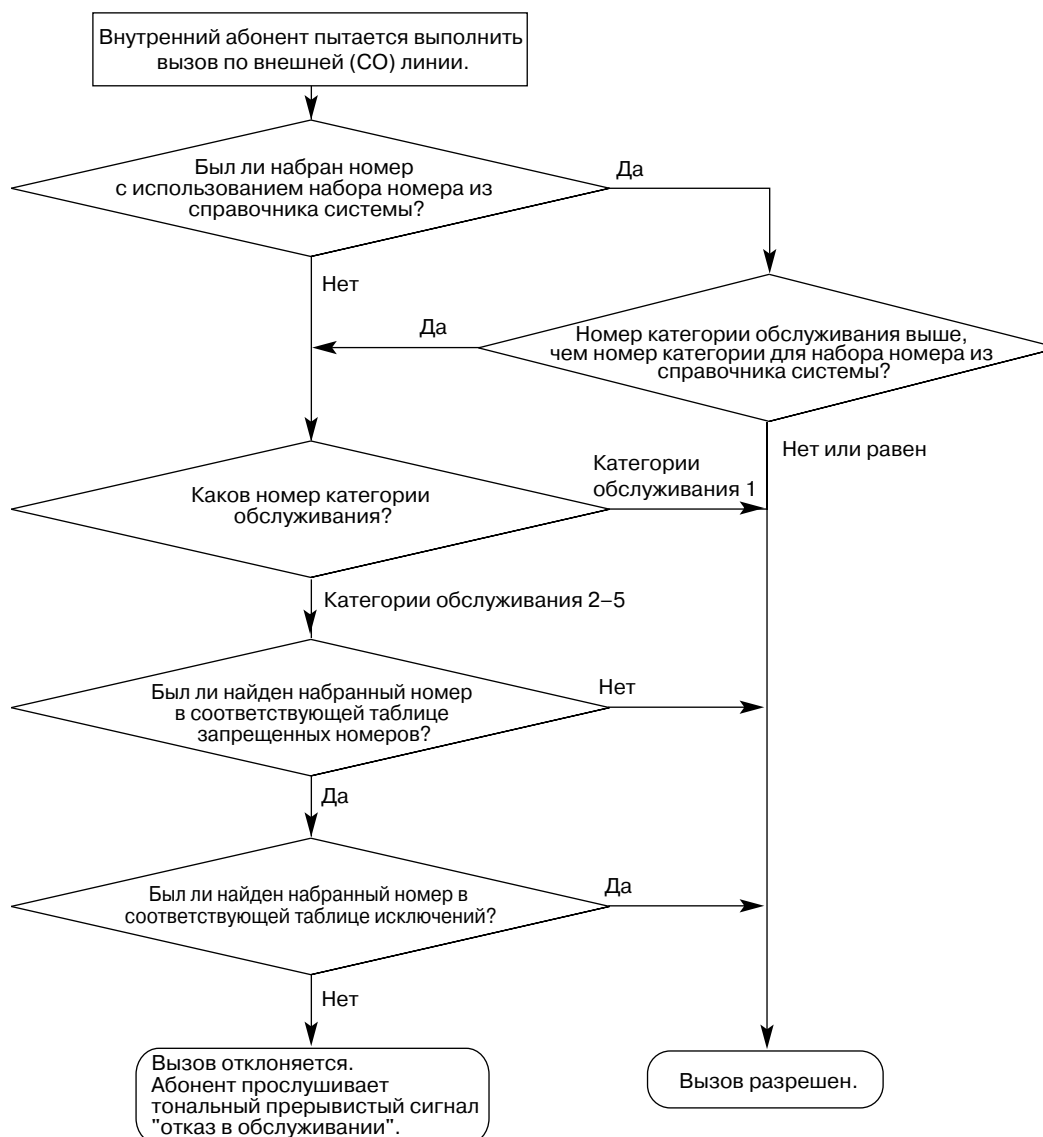 Внутренний абонент пытается выполнить
вызов по внешней (СО) линии.
Был ли набран номер
с использованием набора номера из
справочника системы?
Да
Нет
Да
Номер категории обслуживания выше,
чем номер категории для набора номера из
справочника системы?
Нет или равен
Категории
обслуживания 1
Каков номер категории
обслуживания?
Категории обслуживания 2–5
Был ли найден набранный номер
в соответствующей таблице
запрещенных номеров?
Нет
Да
Был ли найден набранный номер в
соответствующей таблице исключений?
Да
Нет
Вызов отклоняется.
Абонент прослушивает
тональный прерывистый сигнал
"отказ в обслуживании".
Вызов разрешен.